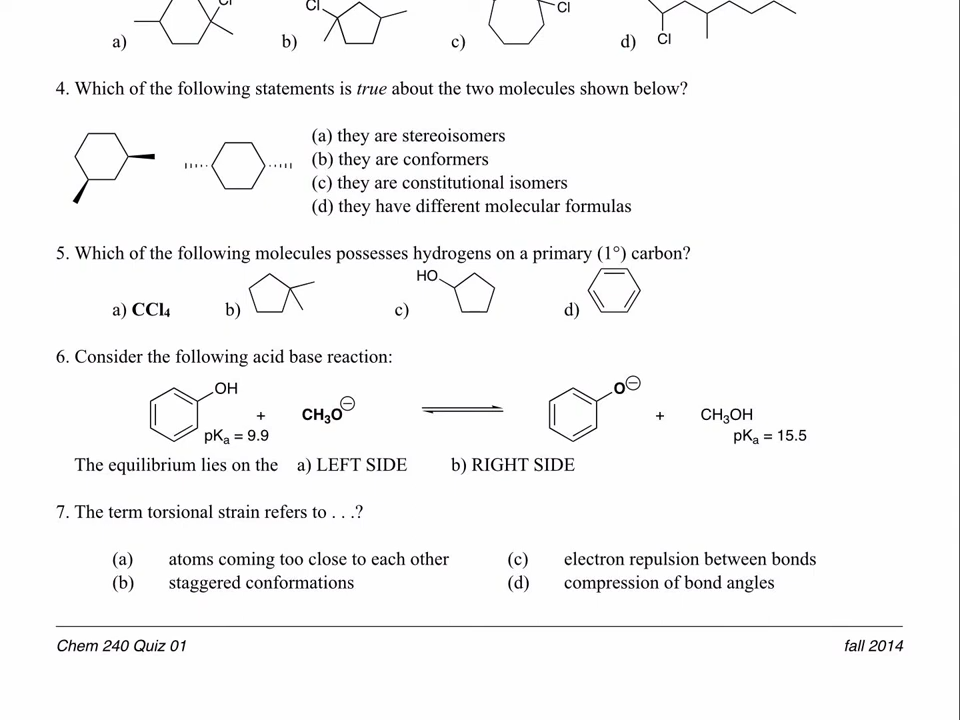 Cl Cl Cl
a) b) c) d) Cl
4. Which of the following statements is true about the two molecules shown below?
(a) they are stereoisomers
(b) they are conformers
(c) they are constitutional isomers
(d) they have different molecular formulas
5. Which of the following molecules possesses hydrogens on a primary (1°) carbon?
HO
a) CCl₄ b) c) d)
6. Consider the following acid base reaction:
OH O⊖
+ CH₃O⊖ + CH₃OH
pKₐ = 9.9 pKₐ = 15.5
The equilibrium lies on the a) LEFT SIDE b) RIGHT SIDE
7. The term torsional strain refers to . . .?
(a) atoms coming too close to each other (c) electron repulsion between bonds
(b) staggered conformations (d) compression of bond angles
Chem 240 Quiz 01 fall 2014